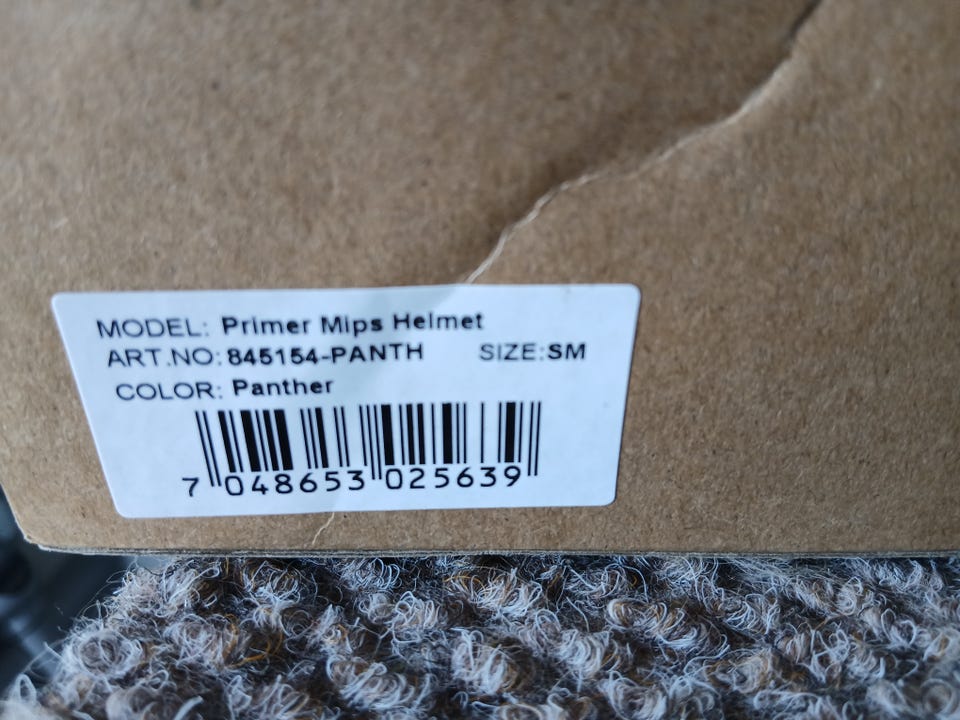 MODEL: Primer Mips Helmet
ART.NO:845154-PANTH SIZE:SM
COLOR: Panther
7 048653 025639